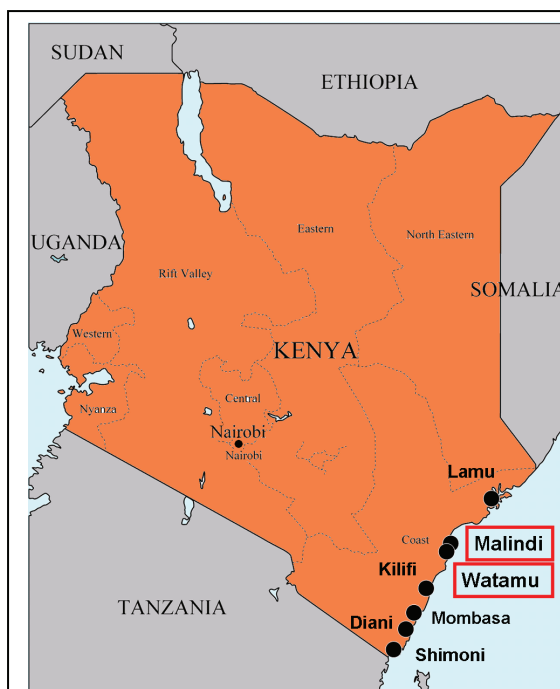 SUDAN
ETHIOPIA
UGANDA
Eastern
North Eastern
Rift Valley
SOMALIA
Western
KENYA
Central
Nyanza
Nairobi
Nairobi
Lamu
Coast
Malindi
Kilifi
Watamu
TANZANIA
Diani
Mombasa
Shimoni